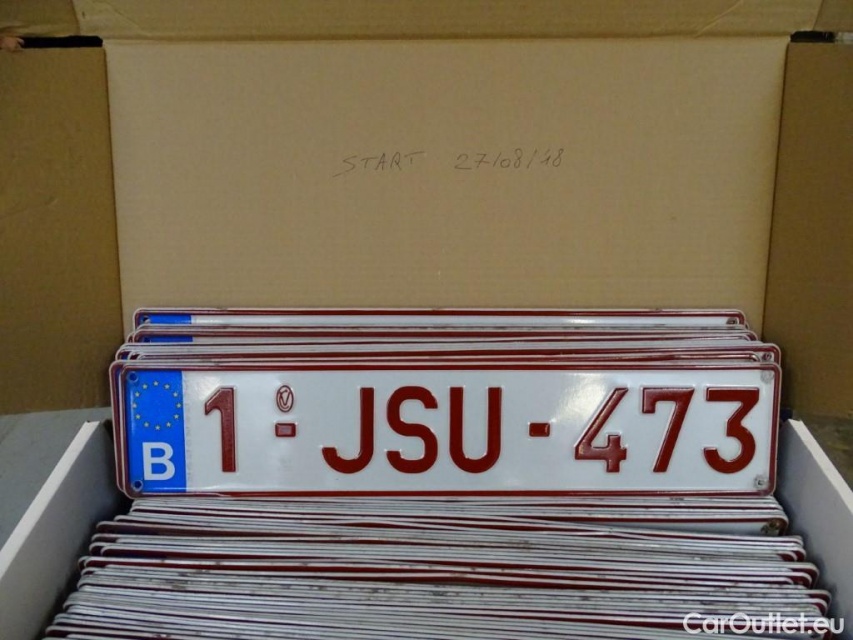 START 27/08/18
B 1-JSU-473
CarOutlet.eu